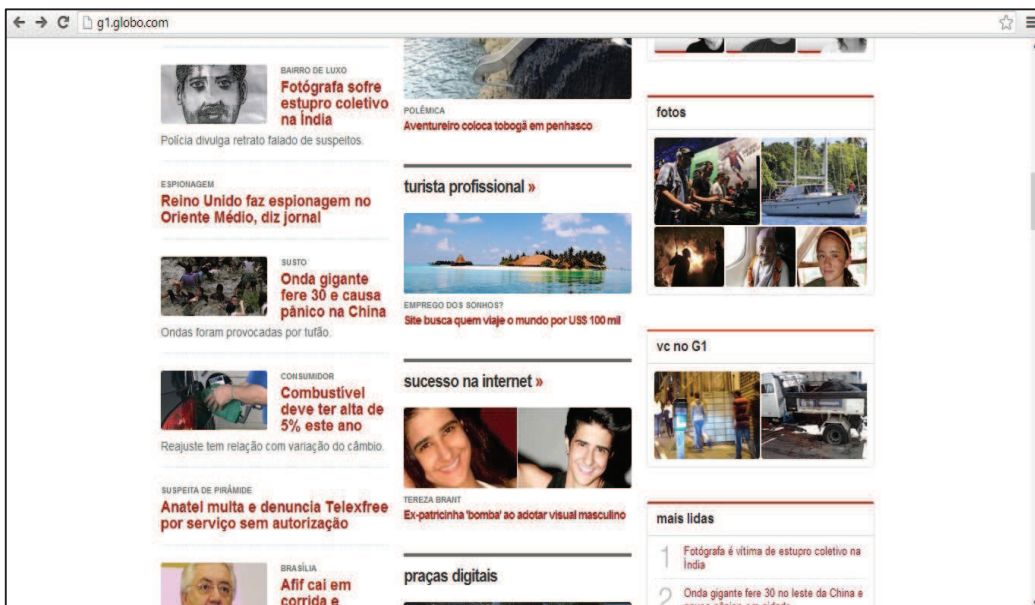 g1.globo.com
BAIRRO DE LUXO
Fotógrafa sofre
estupro coletivo
na Índia
Polícia divulga retrato falado de suspeitos.
ESPIONAGEM
Reino Unido faz espionagem no
Oriente Médio, diz jornal
SUSTO
Onda gigante
fere 30 e causa
pânico na China
Ondas foram provocadas por tufão.
CONSUMIDOR
Combustível
deve ter alta de
5% este ano
Reajuste tem relação com variação do câmbio.
SUSPEITA DE PIRÂMIDE
Anatel multa e denuncia Telexfree
por serviço sem autorização
BRASÍLIA
Afif cai em
corrida e
POLÊMICA
Aventureiro coloca tobogã em penhasco
turista profissional »
EMPREGO DOS SONHOS?
Site busca quem viaje o mundo por US$ 100 mil
sucesso na internet »
TEREZA BRANT
Ex-patricinha 'bomba' ao adotar visual masculino
praças digitais
fotos
vc no G1
mais lidas
1 Fotógrafa é vítima de estupro coletivo na
Índia
2 Onda gigante fere 30 no leste da China e